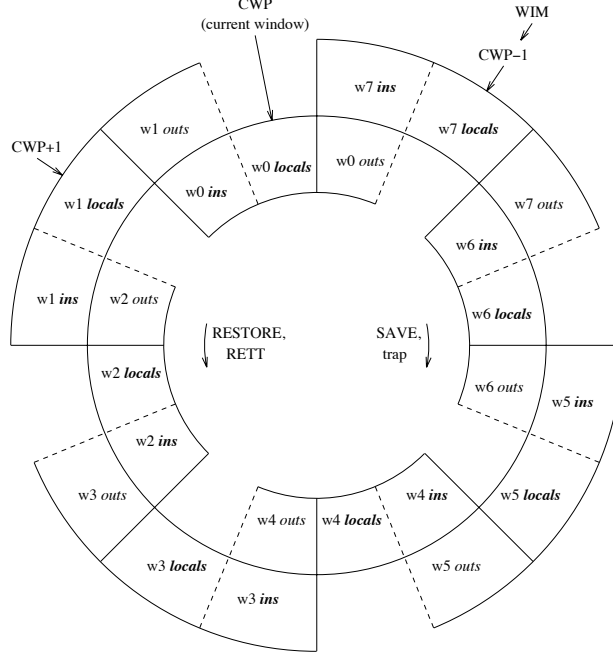 CWP
(current window)
WIM
CWP−1
w7 ins
w1 outs
w7 locals
CWP+1
w0 locals
w0 outs
w0 ins
w1 locals
w7 outs
w6 ins
w1 ins
w2 outs
w6 locals
RESTORE,
RETT
SAVE,
trap
w2 locals
w6 outs
w5 ins
w2 ins
w3 outs
w4 ins
w5 locals
w4 outs
w4 locals
w3 locals
w5 outs
w3 ins